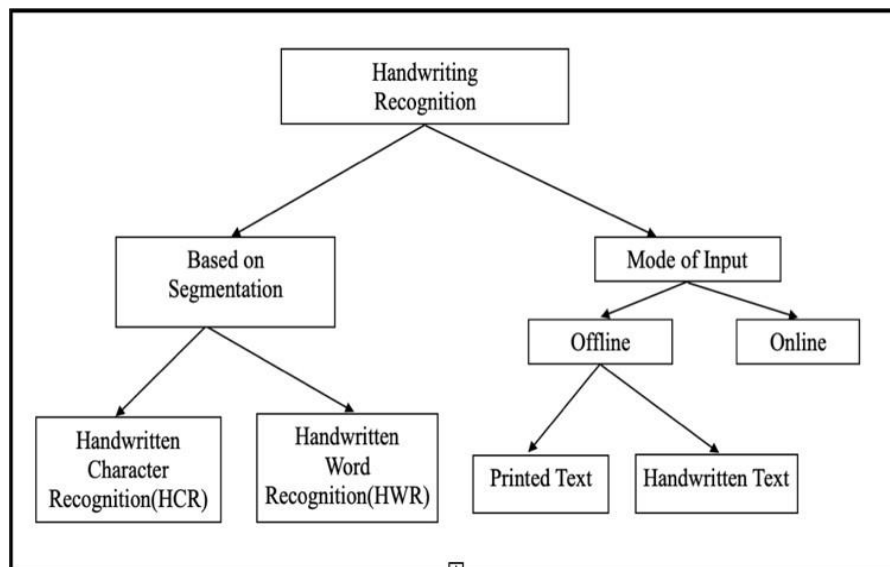 Handwriting
Recognition
Based on
Segmentation
Mode of Input
Offline
Online
Handwritten
Character
Recognition(HCR)
Handwritten
Word
Recognition(HWR)
Printed Text
Handwritten Text